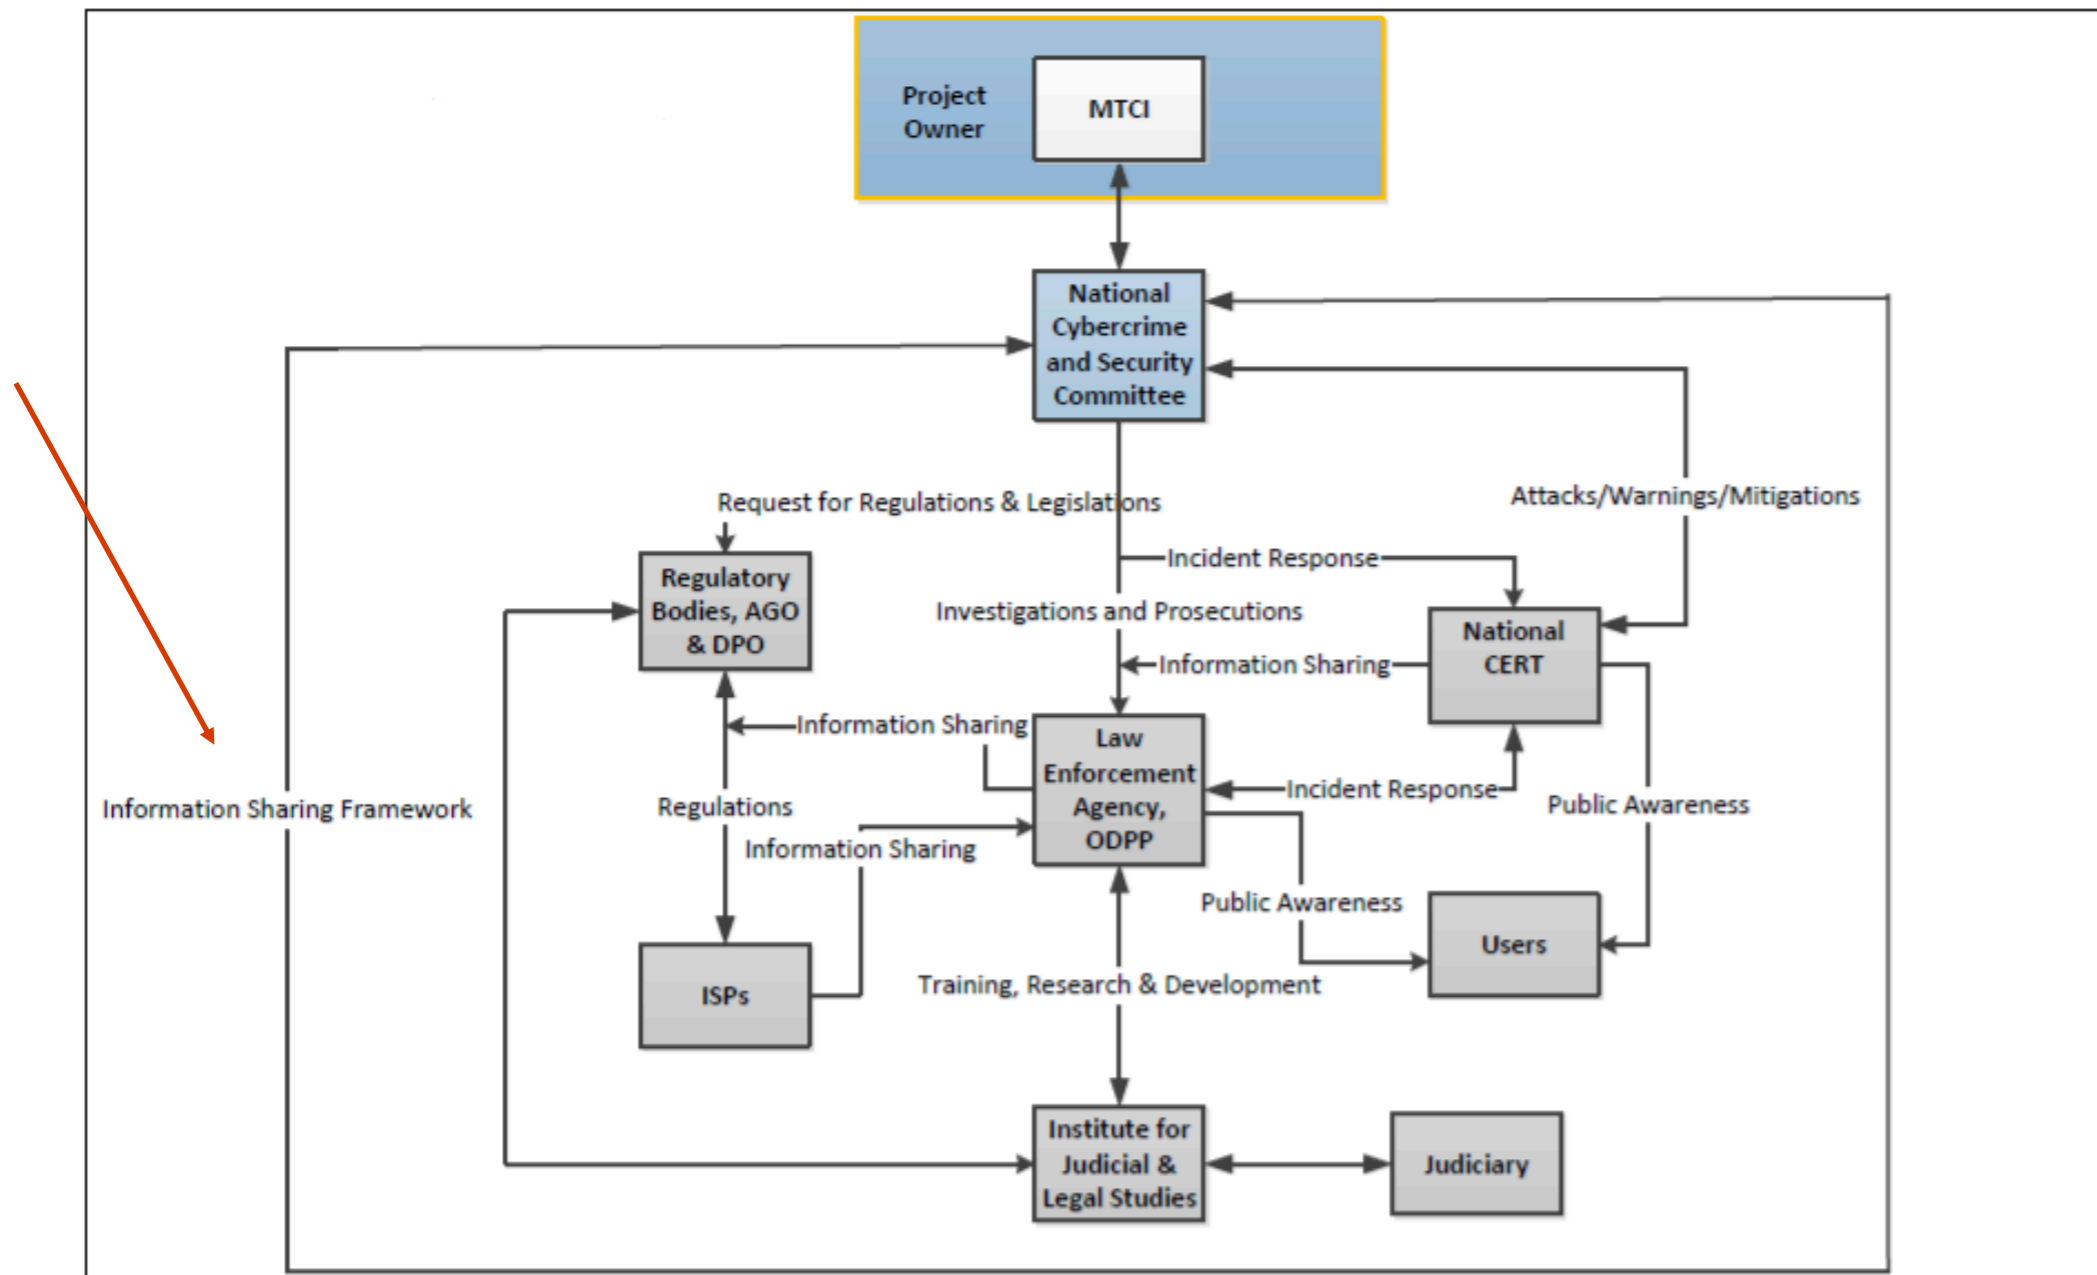 Project
Owner
MTCI
National
Cybercrime
and Security
Committee
Request for Regulations & Legislations
Attacks/Warnings/Mitigations
Incident Response
Regulatory
Bodies, AGO
& DPO
Investigations and Prosecutions
National
CERT
Information Sharing
Information Sharing
Law
Enforcement
Agency,
ODPP
Incident Response
Public Awareness
Information Sharing Framework
Regulations
Information Sharing
Public Awareness
Users
ISPs
Training, Research & Development
Institute for
Judicial &
Legal Studies
Judiciary